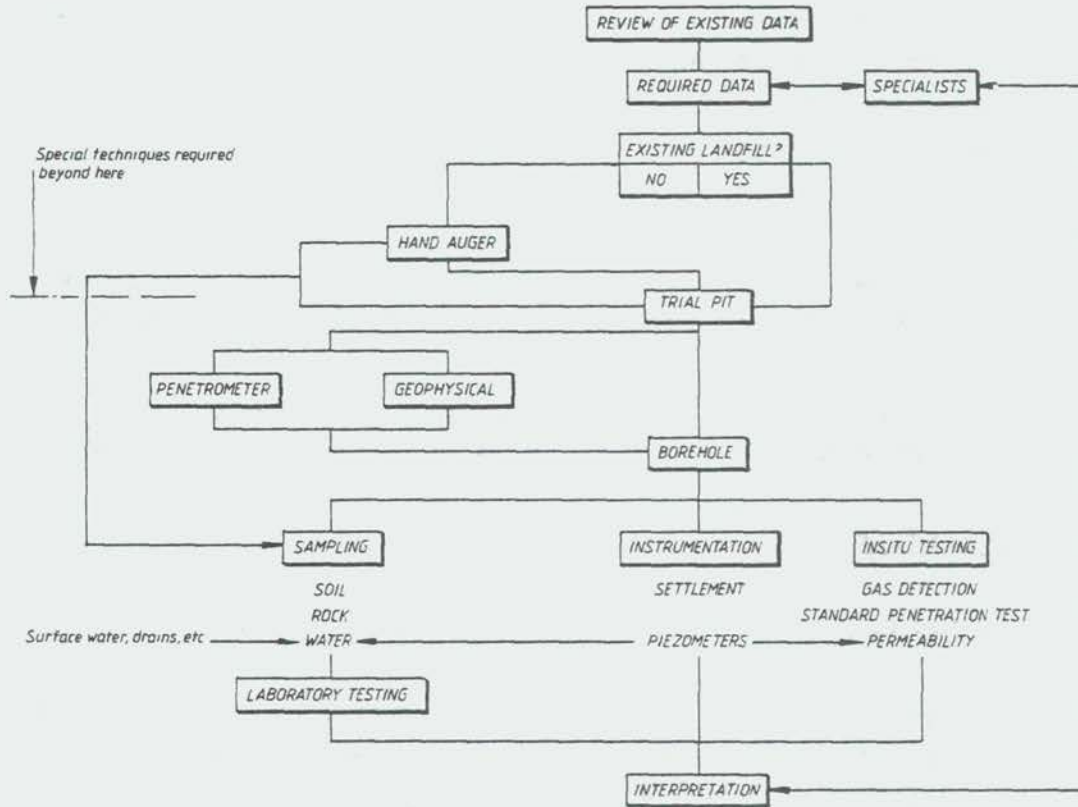 REVIEW OF EXISTING DATA
REQUIRED DATA
SPECIALISTS
EXISTING LANDFILL?
NO
YES
Special techniques required
beyond here
HAND AUGER
TRIAL PIT
PENETROMETER
GEOPHYSICAL
BOREHOLE
SAMPLING
INSTRUMENTATION
INSITU TESTING
SOIL
SETTLEMENT
GAS DETECTION
ROCK
STANDARD PENETRATION TEST
Surface water, drains, etc
WATER
PIEZOMETERS
PERMEABILITY
LABORATORY TESTING
INTERPRETATION